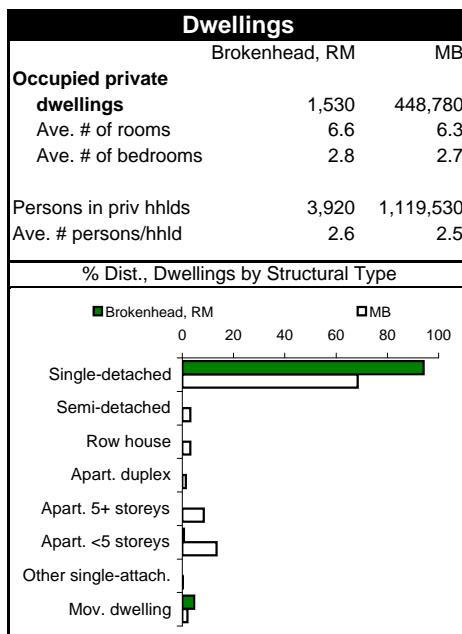 Dwellings
Brokenhead, RM MB
Occupied private
dwellings 1,530 448,780
Ave. # of rooms 6.6 6.3
Ave. # of bedrooms 2.8 2.7
Persons in priv hhlds 3,920 1,119,530
Ave. # persons/hhld 2.6 2.5
% Dist., Dwellings by Structural Type
Brokenhead, RM MB
0 20 40 60 80 100
Single-detached
Semi-detached
Row house
Apart. duplex
Apart. 5+ storeys
Apart. <5 storeys
Other single-attach.
Mov. dwelling